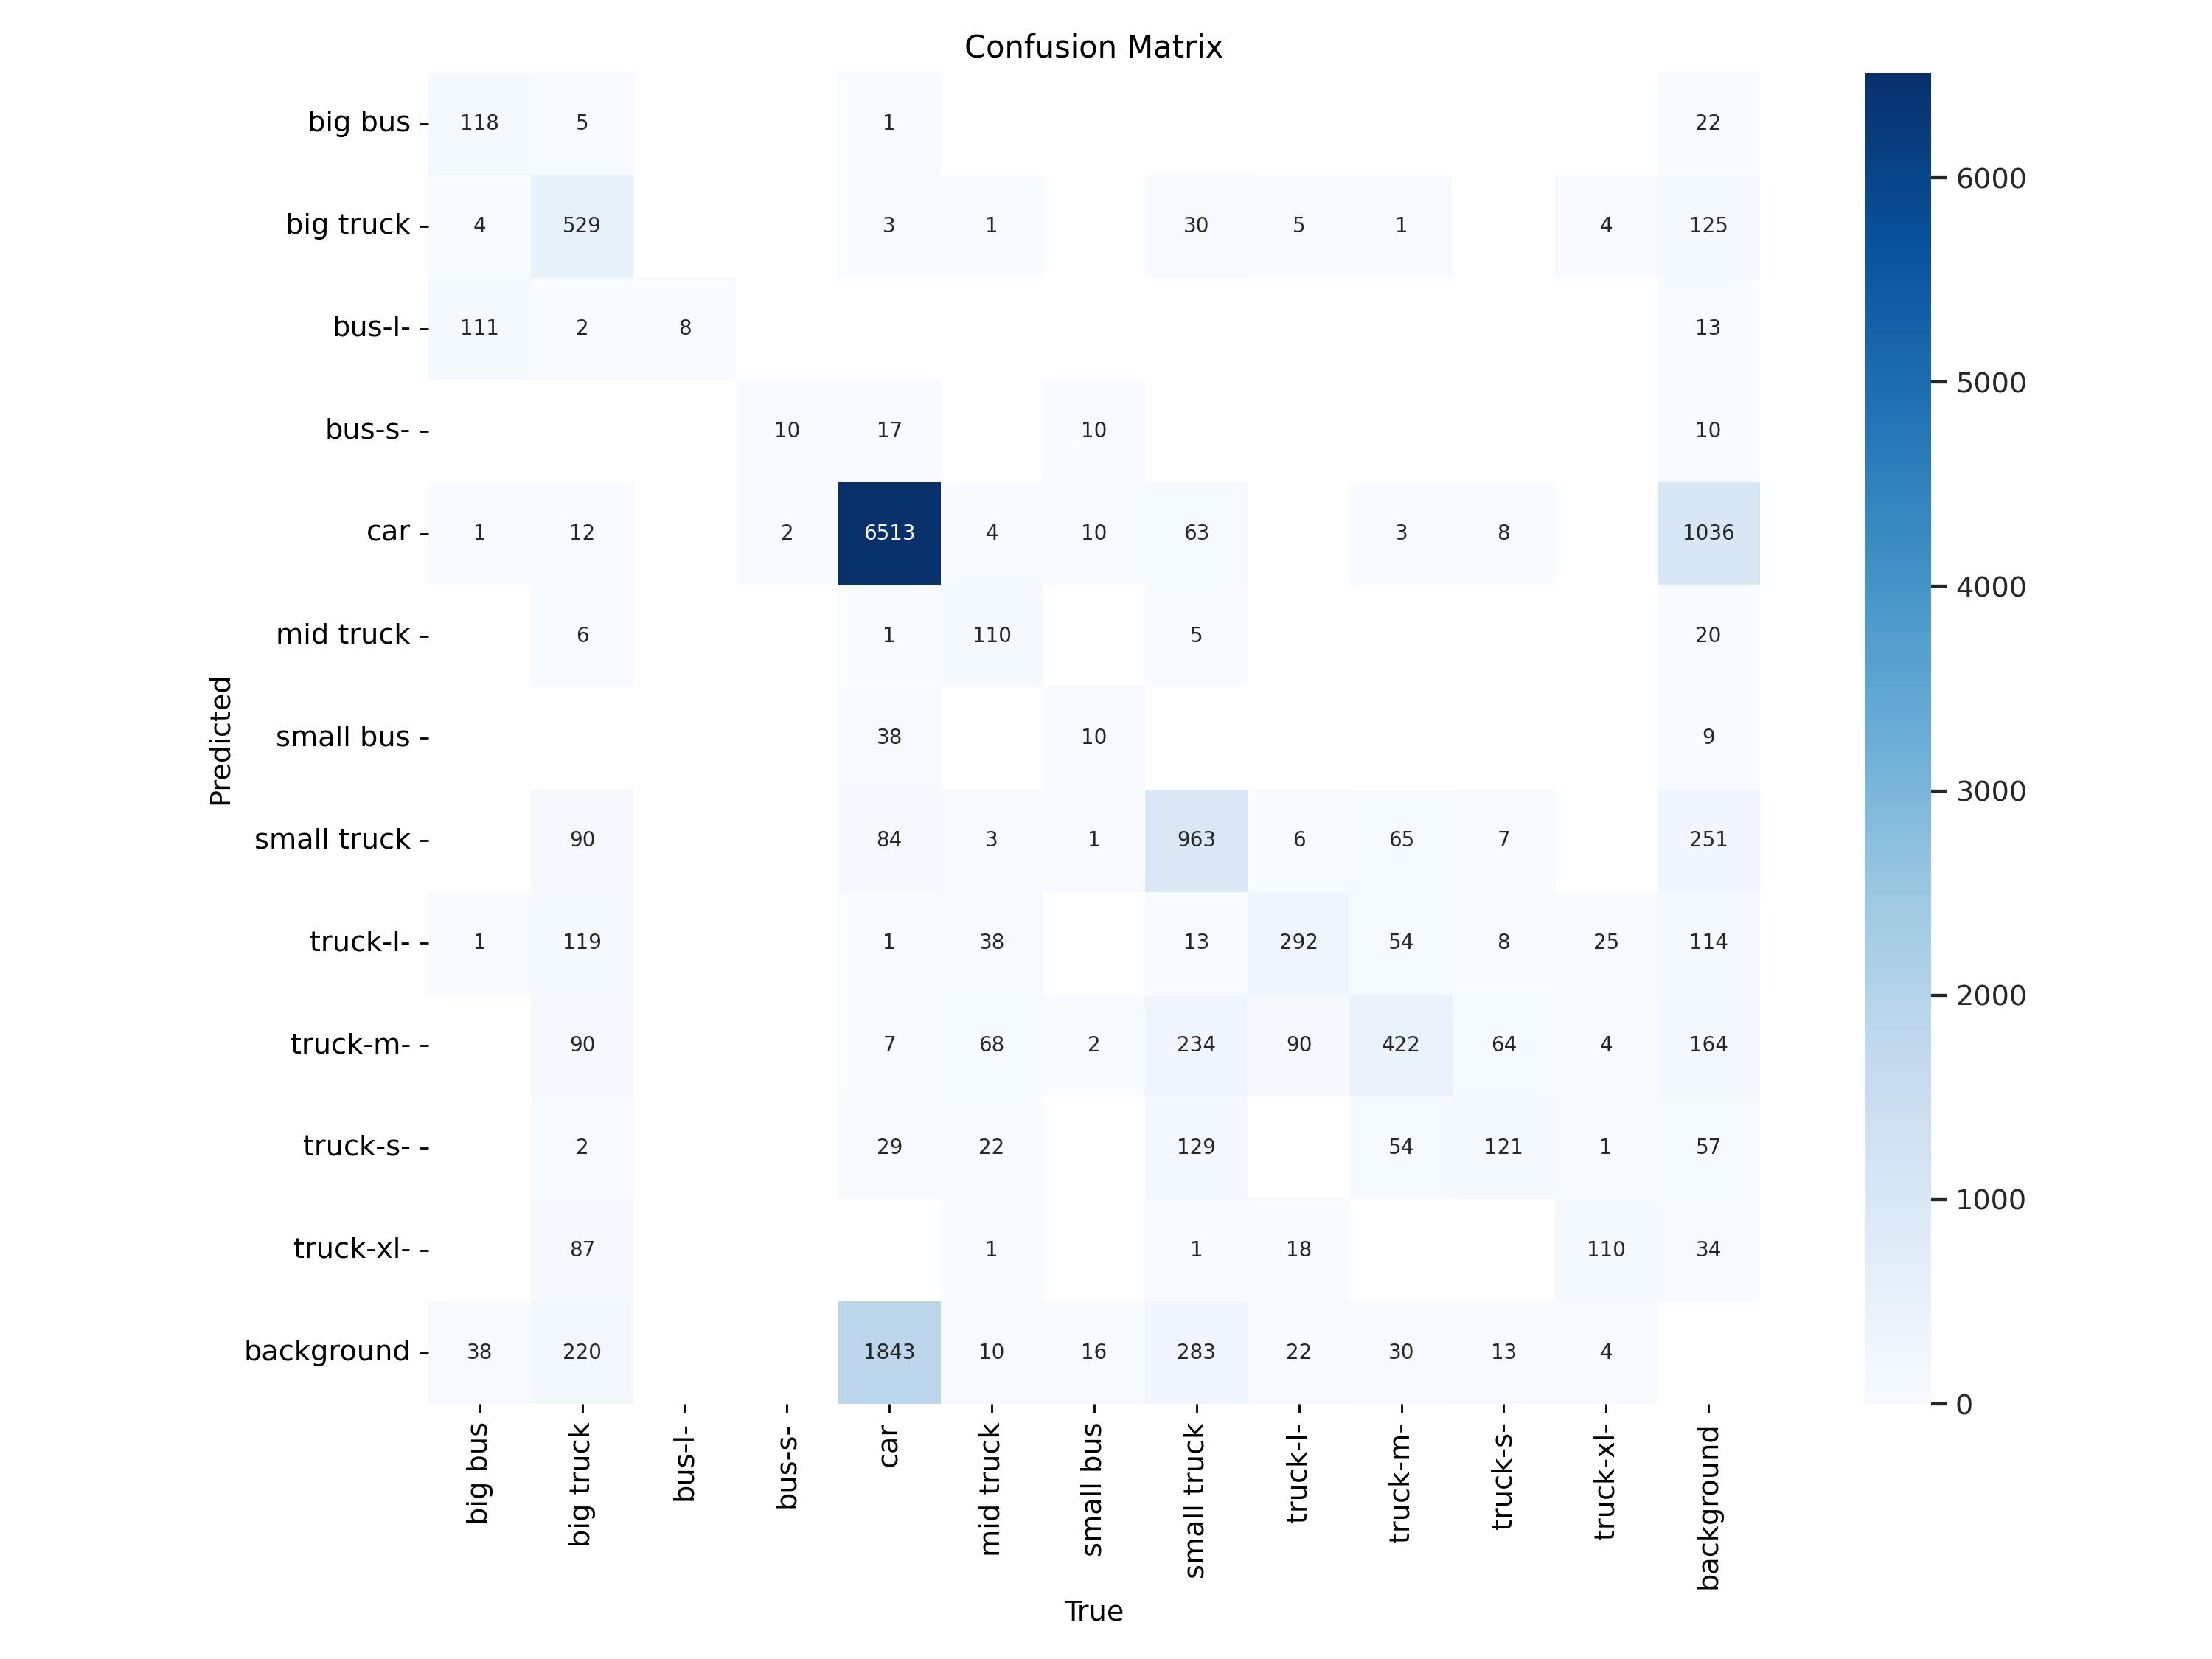 Confusion Matrix
big bus 118 5 1 22
big truck 4 529 3 1 30 5 1 4 125
bus-l- 111 2 8 13
bus-s- 10 17 10 10
car 1 12 2 6513 4 10 63 3 8 1036
mid truck 6 1 110 5 20
small bus 38 10 9
small truck 90 84 3 1 963 6 65 7 251
truck-l- 1 119 1 38 13 292 54 8 25 114
truck-m- 90 7 68 2 234 90 422 64 4 164
truck-s- 2 29 22 129 54 121 1 57
truck-xl- 87 1 1 18 110 34
background 38 220 1843 10 16 283 22 30 13 4
Predicted
big bus
big truck
bus-l-
bus-s-
car
mid truck
small bus
small truck
truck-l-
truck-m-
truck-s-
truck-xl-
background
True
6000
5000
4000
3000
2000
1000
0